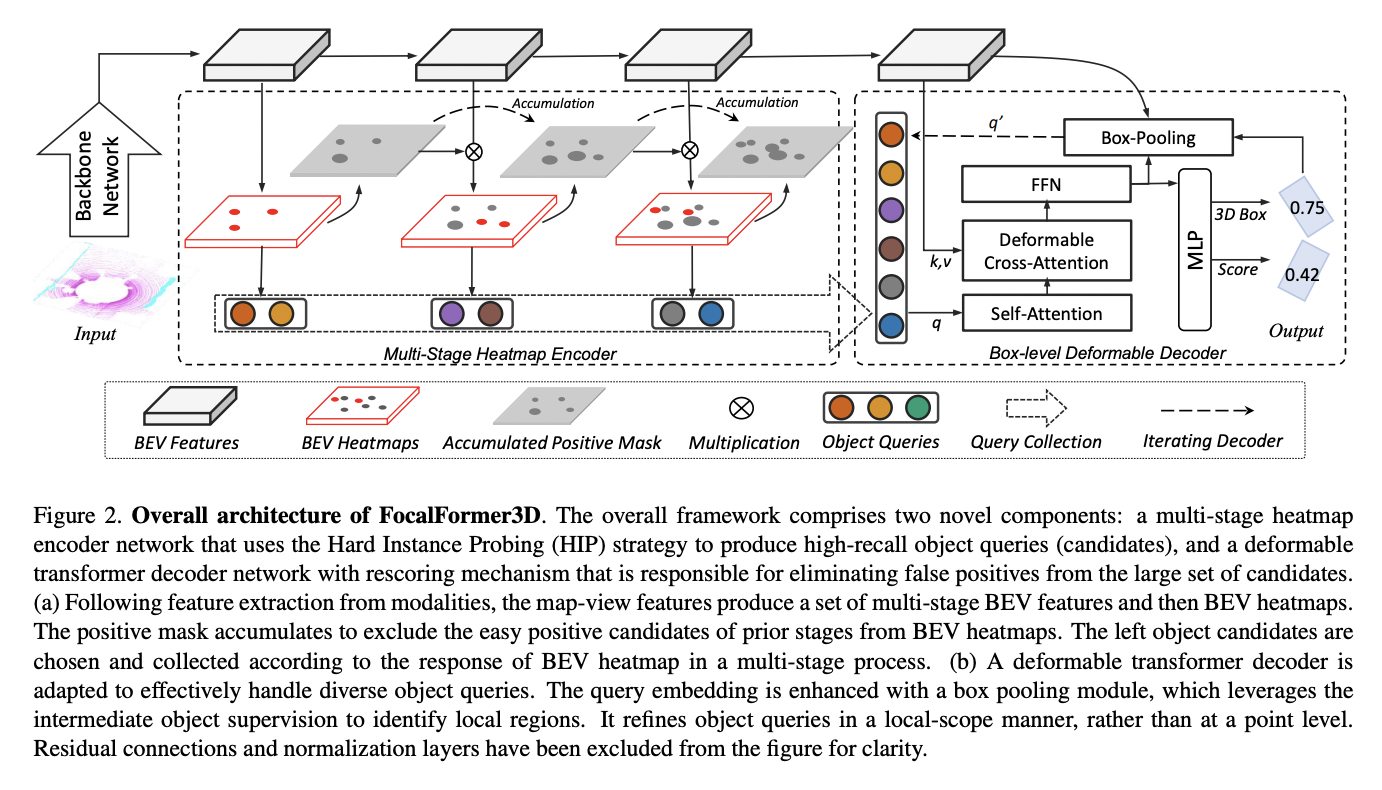 Backbone
Network
Input
Accumulation
Accumulation
Multi-Stage Heatmap Encoder
q′
Box-Pooling
FFN
Deformable
Cross-Attention
k,v
Self-Attention
q
MLP
3D Box
Score
0.75
0.42
Output
Box-level Deformable Decoder
BEV Features
BEV Heatmaps
Accumulated Positive Mask
Multiplication
Object Queries
Query Collection
Iterating Decoder
Figure 2. Overall architecture of FocalFormer3D. The overall framework comprises two novel components: a multi-stage heatmap
encoder network that uses the Hard Instance Probing (HIP) strategy to produce high-recall object queries (candidates), and a deformable
transformer decoder network with rescoring mechanism that is responsible for eliminating false positives from the large set of candidates.
(a) Following feature extraction from modalities, the map-view features produce a set of multi-stage BEV features and then BEV heatmaps.
The positive mask accumulates to exclude the easy positive candidates of prior stages from BEV heatmaps. The left object candidates are
chosen and collected according to the response of BEV heatmap in a multi-stage process. (b) A deformable transformer decoder is
adapted to effectively handle diverse object queries. The query embedding is enhanced with a box pooling module, which leverages the
intermediate object supervision to identify local regions. It refines object queries in a local-scope manner, rather than at a point level.
Residual connections and normalization layers have been excluded from the figure for clarity.